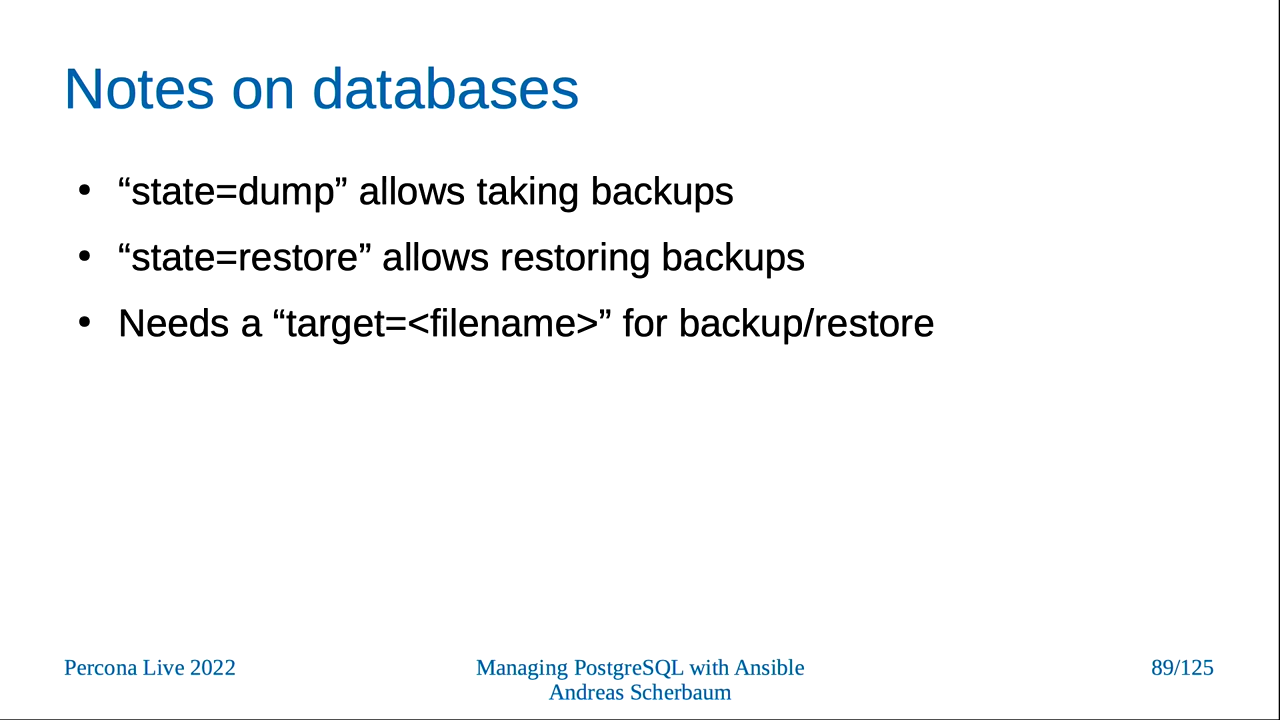 Notes on databases
• “state=dump” allows taking backups
• “state=restore” allows restoring backups
• Needs a “target=<filename>” for backup/restore
Percona Live 2022
Managing PostgreSQL with Ansible
Andreas Scherbaum
89/125